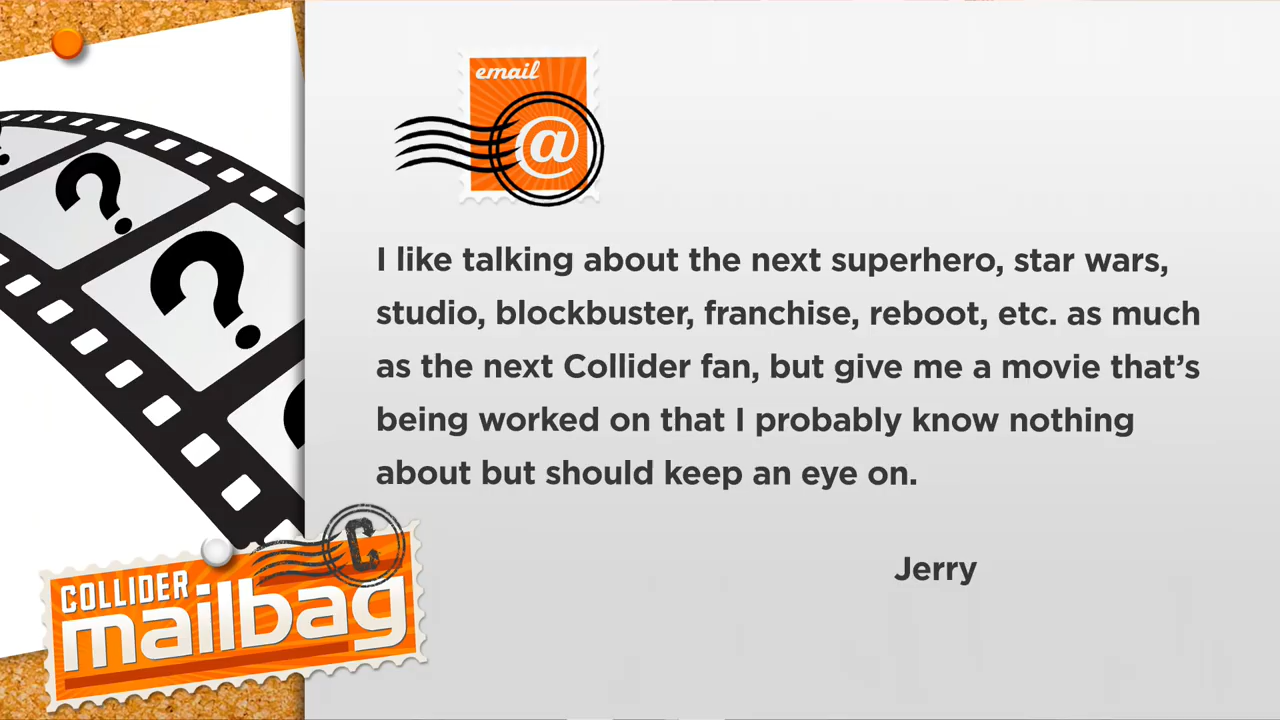 email
@
I like talking about the next superhero, star wars,
studio, blockbuster, franchise, reboot, etc. as much
as the next Collider fan, but give me a movie that's
being worked on that I probably know nothing
about but should keep an eye on.
Jerry
? ?
C
COLLIDER
mailbag